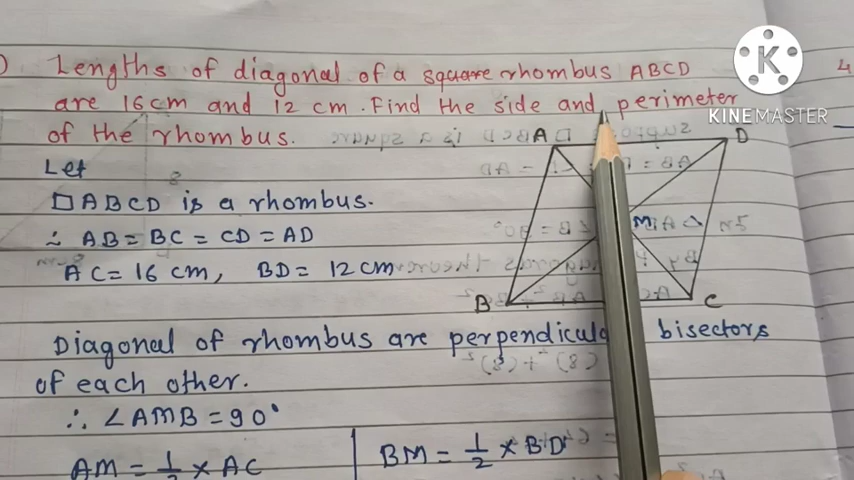 ) Lengths of diagonal of a square rhombus ABCD
are 16cm and 12 cm. Find the side and perimeter
of the rhombus.
Let
□ABCD is a rhombus.
∴ AB = BC = CD = AD
AC = 16 cm, BD = 12 cm
A
D
M
B
C
Diagonal of rhombus are perpendicular bisectors
of each other.
∴ ∠AMB = 90°
AM = 1/2 × AC
BM = 1/2 × BD
K
KINEMASTER
4